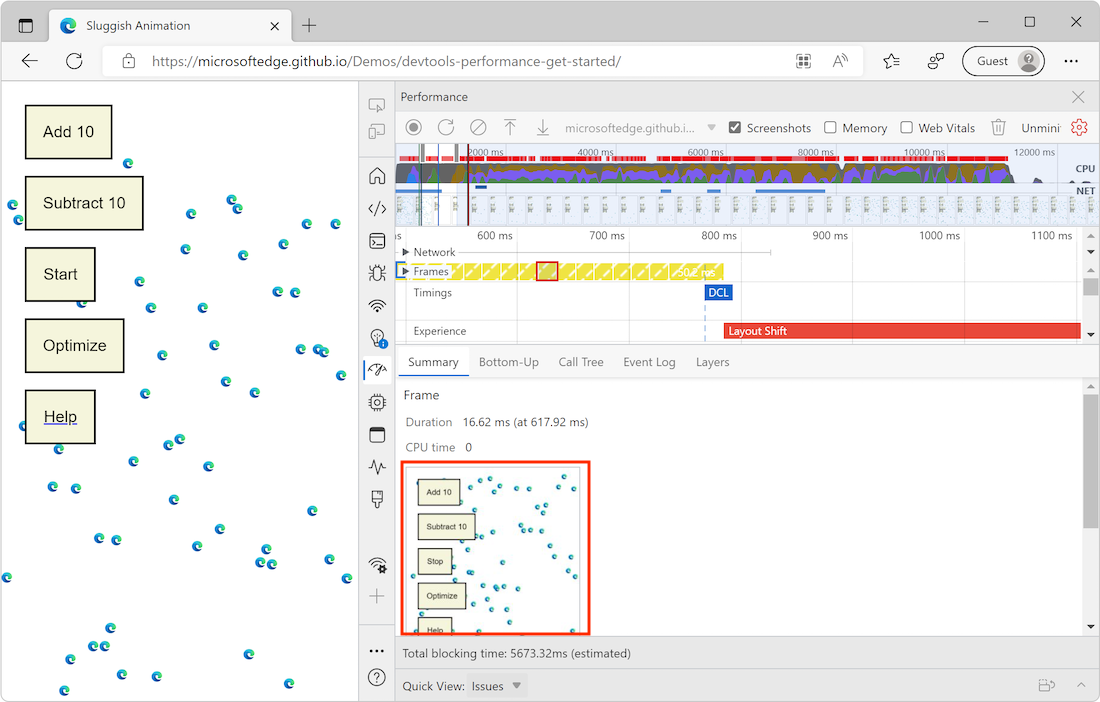 Sluggish Animation
https://microsoftedge.github.io/Demos/devtools-performance-get-started/
Guest
Add 10
Subtract 10
Start
Optimize
Help
Performance
microsoftedge.github.i... Screenshots Memory Web Vitals Unmini
2000 ms 4000 ms 6000 ms 8000 ms 10000 ms 12000 ms
CPU
NET
ms 600 ms 700 ms 800 ms 900 ms 1000 ms 1100 ms
Network
Frames 50.2 ms
Timings DCL
Experience Layout Shift
Summary Bottom-Up Call Tree Event Log Layers
Frame
Duration 16.62 ms (at 617.92 ms)
CPU time 0
Add 10
Subtract 10
Stop
Optimize
Help
Total blocking time: 5673.32ms (estimated)
Quick View: Issues